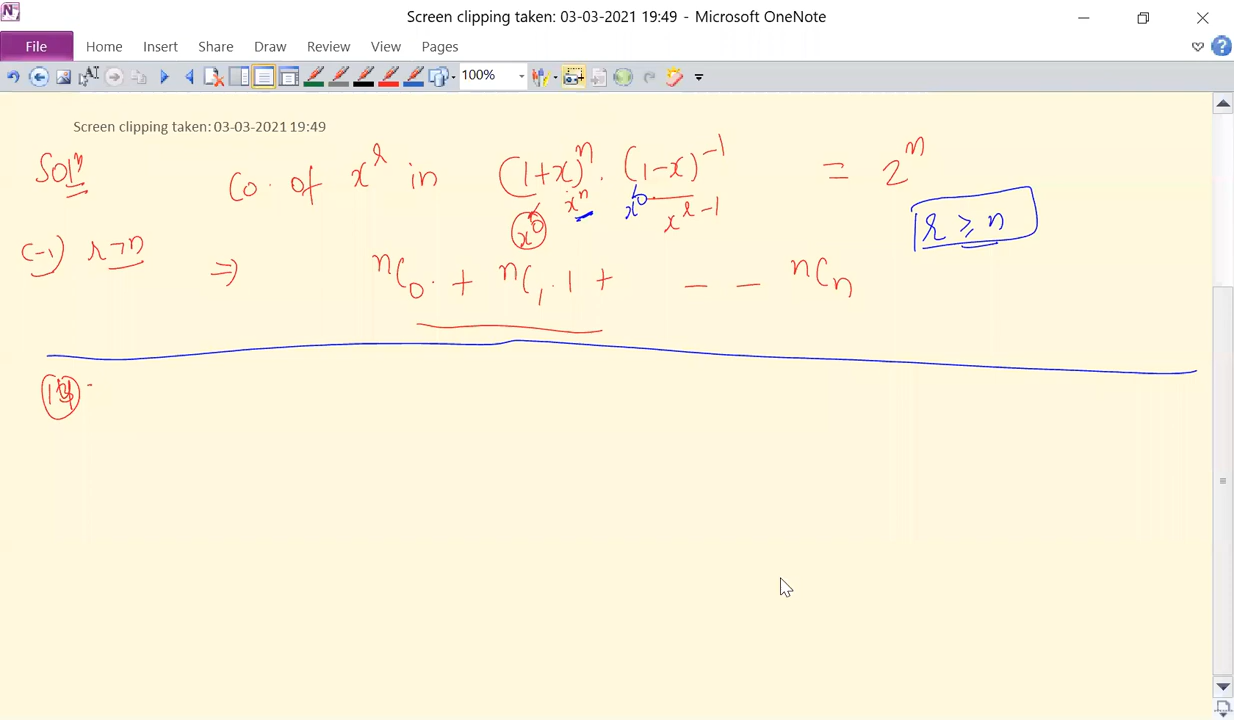 Screen clipping taken: 03-03-2021 19:49 - Microsoft OneNote
File Home Insert Share Draw Review View Pages
100%
Screen clipping taken: 03-03-2021 19:49
Solⁿ Co. of x^r in (1+x)^n . (1-x)^-1 = 2^n
x^0 x^n x^0 x^r-1 r ≥ n
C-1) r > n ⇒ nC0. + nC1.1 + - - nCn